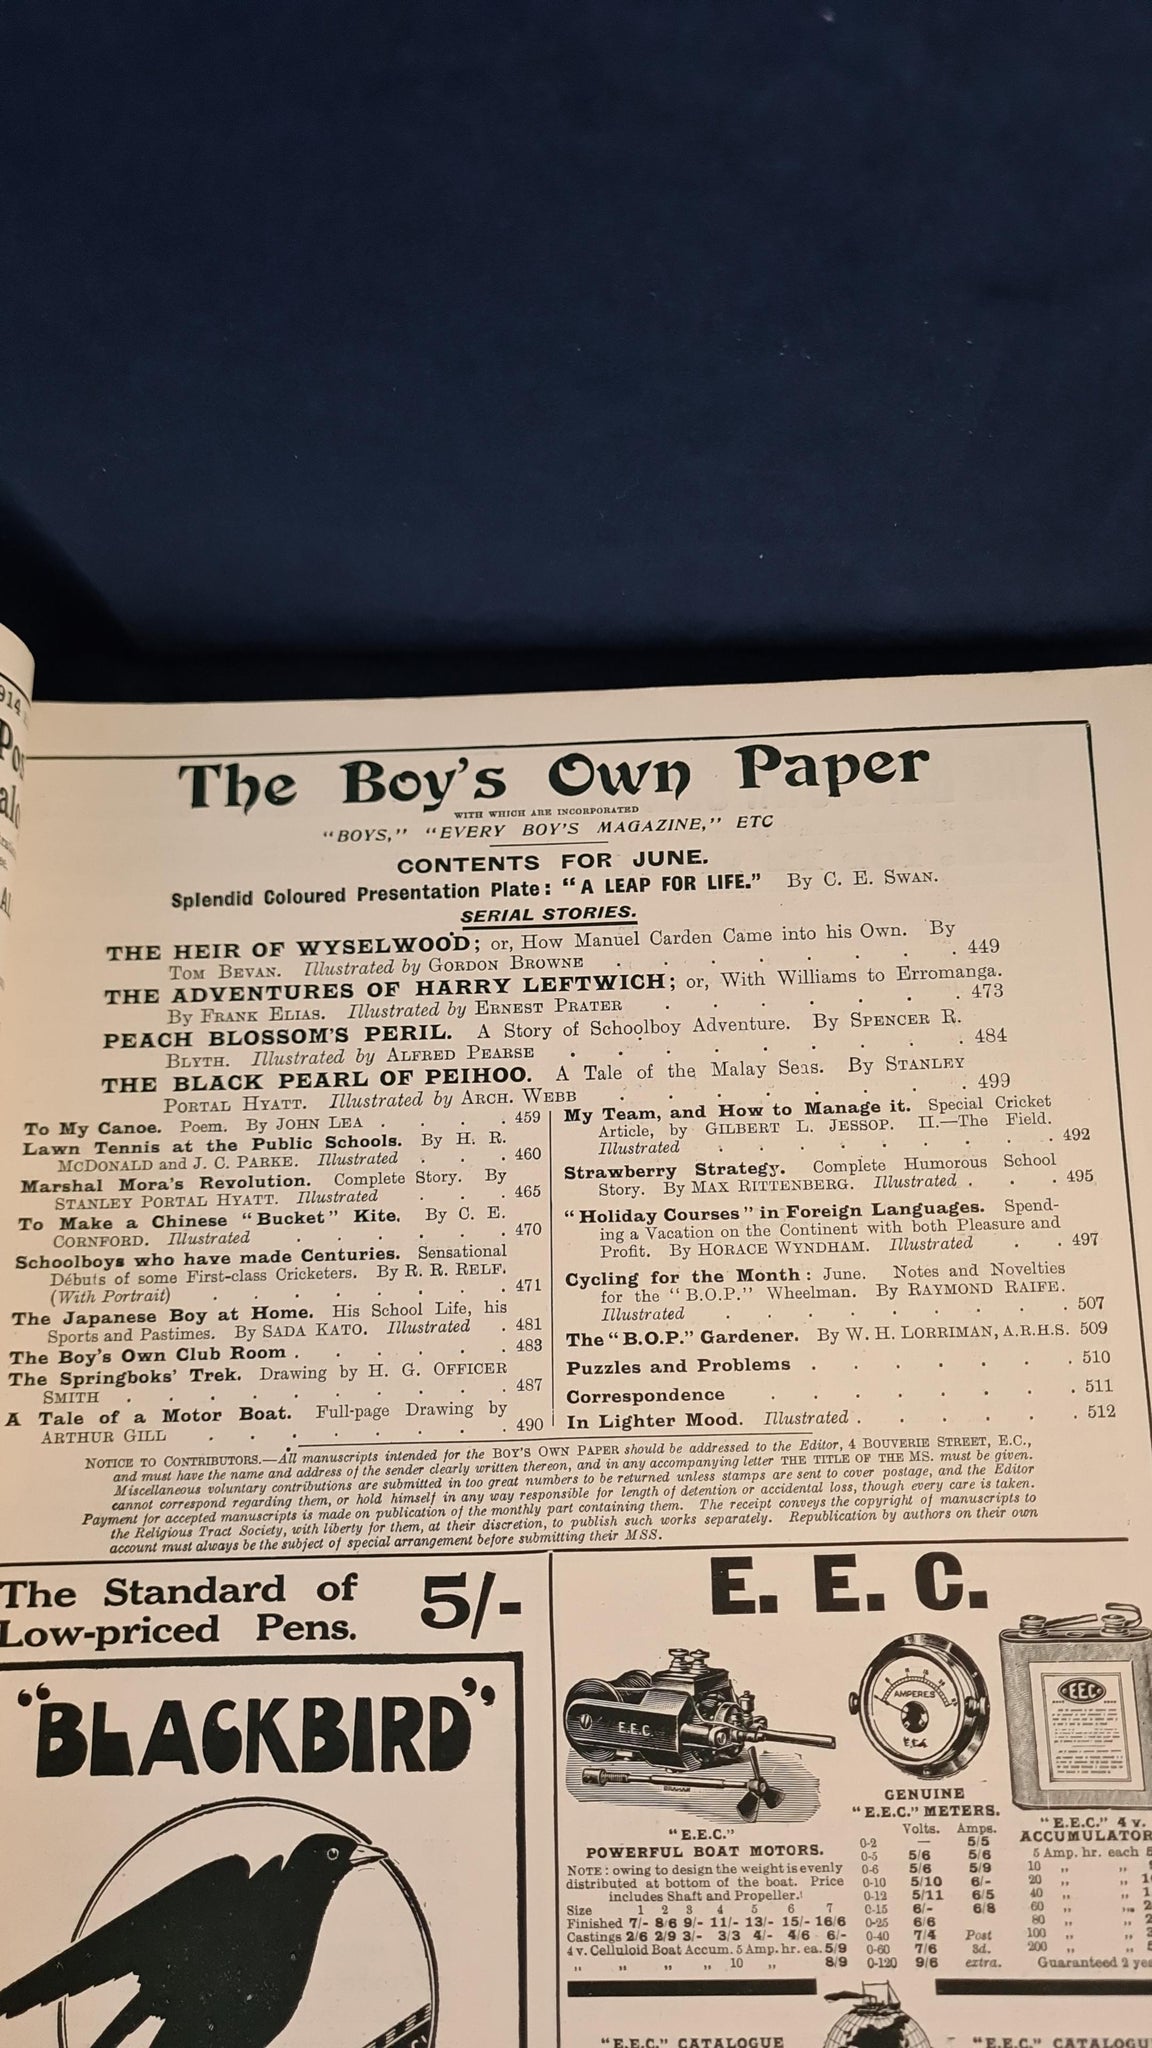 914
The Boy's Own Paper
WITH WHICH ARE INCORPORATED
"BOYS," "EVERY BOY'S MAGAZINE," ETC
CONTENTS FOR JUNE.
Splendid Coloured Presentation Plate: "A LEAP FOR LIFE." By C. E. SWAN.
SERIAL STORIES.
THE HEIR OF WYSELWOOD; or, How Manuel Carden Came into his Own. By
TOM BEVAN. Illustrated by GORDON BROWNE . . . . . . . 449
THE ADVENTURES OF HARRY LEFTWICH; or, With Williams to Erromanga.
By FRANK ELIAS. Illustrated by ERNEST PRATER . . . . . . 473
PEACH BLOSSOM'S PERIL. A Story of Schoolboy Adventure. By SPENCER R.
BLYTH. Illustrated by ALFRED PEARSE . . . . . . . . 484
THE BLACK PEARL OF PEIHOO. A Tale of the Malay Seas. By STANLEY
PORTAL HYATT. Illustrated by ARCH. WEBB . . . . . . . 499
To My Canoe. Poem. By JOHN LEA . . . . 459
Lawn Tennis at the Public Schools. By H. R.
MCDONALD and J. C. PARKE. Illustrated . . . 460
Marshal Mora's Revolution. Complete Story. By
STANLEY PORTAL HYATT. Illustrated . . . 465
To Make a Chinese "Bucket" Kite. By C. E.
CORNFORD. Illustrated . . . . . . 470
Schoolboys who have made Centuries. Sensational
Débuts of some First-class Cricketers. By R. R. RELF.
(With Portrait) . . . . . . . 471
The Japanese Boy at Home. His School Life, his
Sports and Pastimes. By SADA KATO. Illustrated . 481
The Boy's Own Club Room . . . . . . 483
The Springboks' Trek. Drawing by H. G. OFFICER
SMITH . . . . . . . . . 487
A Tale of a Motor Boat. Full-page Drawing by
ARTHUR GILL . . . . . . . 490
My Team, and How to Manage it. Special Cricket
Article, by GILBERT L. JESSOP. II.—The Field.
Illustrated . . . . . . . . 492
Strawberry Strategy. Complete Humorous School
Story. By MAX RITTENBERG. Illustrated . . . 495
"Holiday Courses" in Foreign Languages. Spend-
ing a Vacation on the Continent with both Pleasure and
Profit. By HORACE WYNDHAM. Illustrated . . 497
Cycling for the Month: June. Notes and Novelties
for the "B.O.P." Wheelman. By RAYMOND RAIFE.
Illustrated . . . . . . . . 507
The "B.O.P." Gardener. By W. H. LORRIMAN, A.R.H.S. 509
Puzzles and Problems . . . . . . . 510
Correspondence . . . . . . . 511
In Lighter Mood. Illustrated . . . . . . 512
NOTICE TO CONTRIBUTORS.—All manuscripts intended for the BOY'S OWN PAPER should be addressed to the Editor, 4 BOUVERIE STREET, E.C.,
and must have the name and address of the sender clearly written thereon, and in any accompanying letter THE TITLE OF THE MS. must be given.
Miscellaneous voluntary contributions are submitted in too great numbers to be returned unless stamps are sent to cover postage, and the Editor
cannot correspond regarding them, or hold himself in any way responsible for length of detention or accidental loss, though every care is taken.
Payment for accepted manuscripts is made on publication of the monthly part containing them. The receipt conveys the copyright of manuscripts to
the Religious Tract Society, with liberty for them, at their discretion, to publish such works separately. Republication by authors on their own
account must always be the subject of special arrangement before submitting their MSS.
The Standard of
Low-priced Pens. 5/-
"BLACKBIRD"
E. E. C.
E.E.C.
AMPERES
E.E.C.
"E.E.C."
POWERFUL BOAT MOTORS.
NOTE: owing to design the weight is evenly
distributed at bottom of the boat. Price
includes Shaft and Propeller.
Size 1 2 3 4 5 6 7
Finished 7/- 8/6 9/- 11/- 13/- 15/- 16/6
Castings 2/6 2/9 3/- 3/3 4/- 4/6 6/-
4 v. Celluloid Boat Accum. 5 Amp. hr. ea. 5/9
" " " " 10 " 8/9
GENUINE
"E.E.C." METERS.
Volts. Amps.
0-2 — 5/5
0-5 5/6 5/6
0-6 5/6 5/9
0-10 5/10 6/-
0-12 5/11 6/5
0-15 6/- 6/8
0-25 6/6
0-40 7/4 Post
0-60 7/6 3d.
0-120 9/6 extra.
"E.E.C." 4 v.
ACCUMULATOR
5 Amp. hr. each
10 " "
20 " "
40 " "
60 " "
80 " "
100 " "
200 " "
Guaranteed 2
"E.E.C." CATALOGUE
"E.E.C."